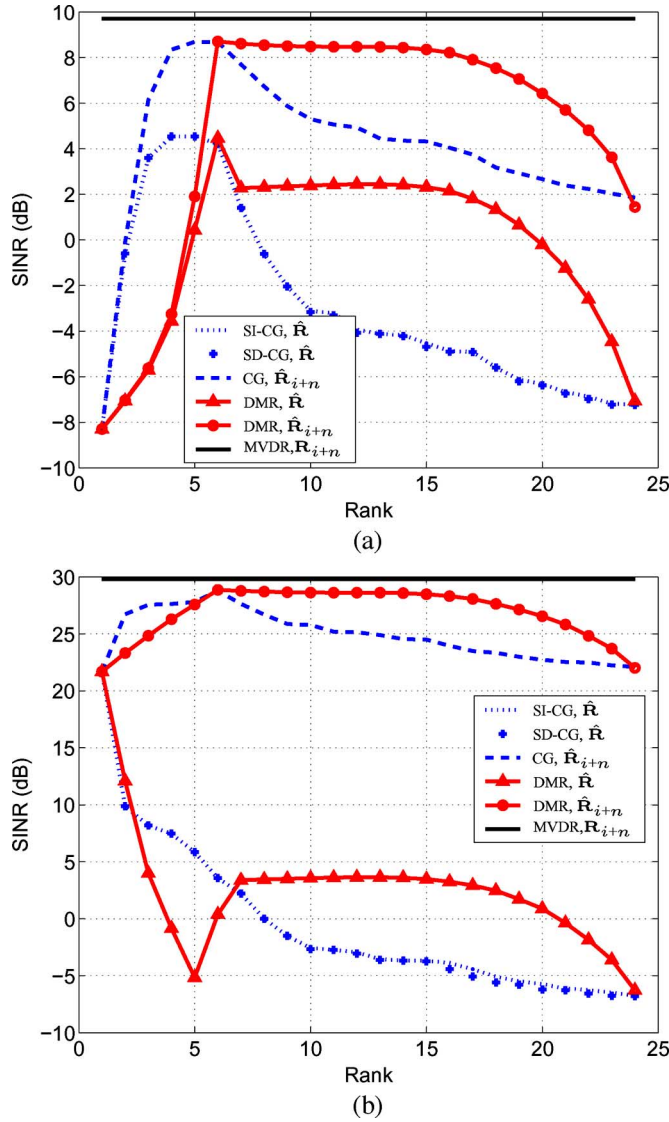 10
8
6
4
2
0
−2
−4
−6
−8
−10
SINR (dB)
SI-CG, R̂
SD-CG, R̂
CG, R̂i+n
DMR, R̂
DMR, R̂i+n
MVDR,Ri+n
0 5 10 15 20 25
Rank
(a)
30
25
20
15
10
5
0
−5
−10
SINR (dB)
SI-CG, R̂
SD-CG, R̂
CG, R̂i+n
DMR, R̂
DMR, R̂i+n
MVDR,Ri+n
0 5 10 15 20 25
Rank
(b)